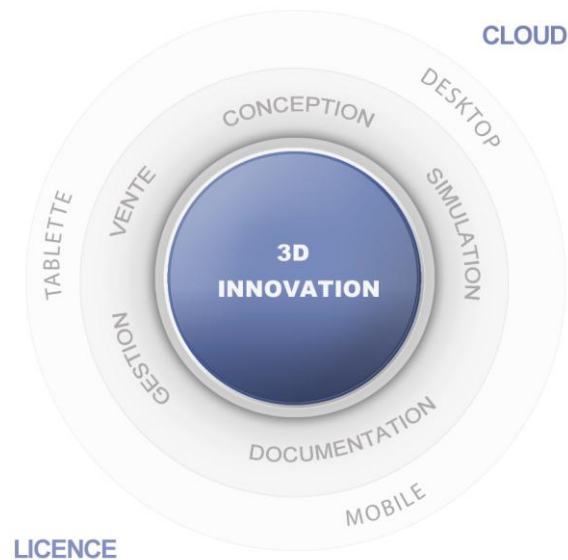 CLOUD
DESKTOP
CONCEPTION
SIMULATION
VENTE
TABLETTE
3D
INNOVATION
GESTION
DOCUMENTATION
MOBILE
LICENCE